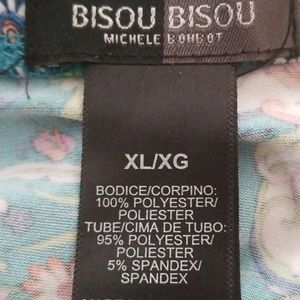 BISOU BISOU
MICHELE BOHBOT
XL/XG
BODICE/CORPINO:
100% POLYESTER/
POLIESTER
TUBE/CIMA DE TUBO:
95% POLYESTER/
POLIESTER
5% SPANDEX/
SPANDEX